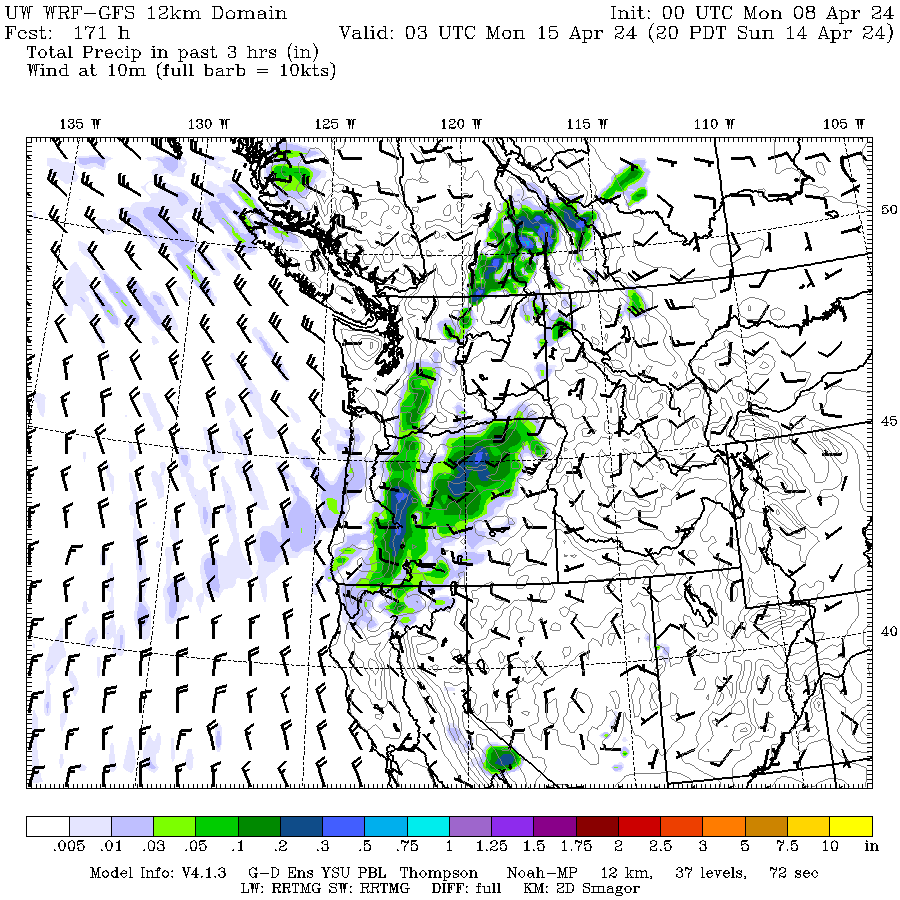 UW WRF-GFS 12km Domain Init: 00 UTC Mon 08 Apr 24
Fcst: 171 h Valid: 03 UTC Mon 15 Apr 24 (20 PDT Sun 14 Apr 24)
Total Precip in past 3 hrs (in)
Wind at 10m (full barb = 10kts)
135 W 130 W 125 W 120 W 115 W 110 W 105 W
50
45
40
.005 .01 .03 .05 .1 .2 .3 .5 .75 1 1.25 1.5 1.75 2 2.5 3 5 7.5 10 in
Model Info: V4.1.3 G-D Ens YSU PBL Thompson Noah-MP 12 km, 37 levels, 72 sec
LW: RRTMG SW: RRTMG DIFF: full KM: 2D Smagor